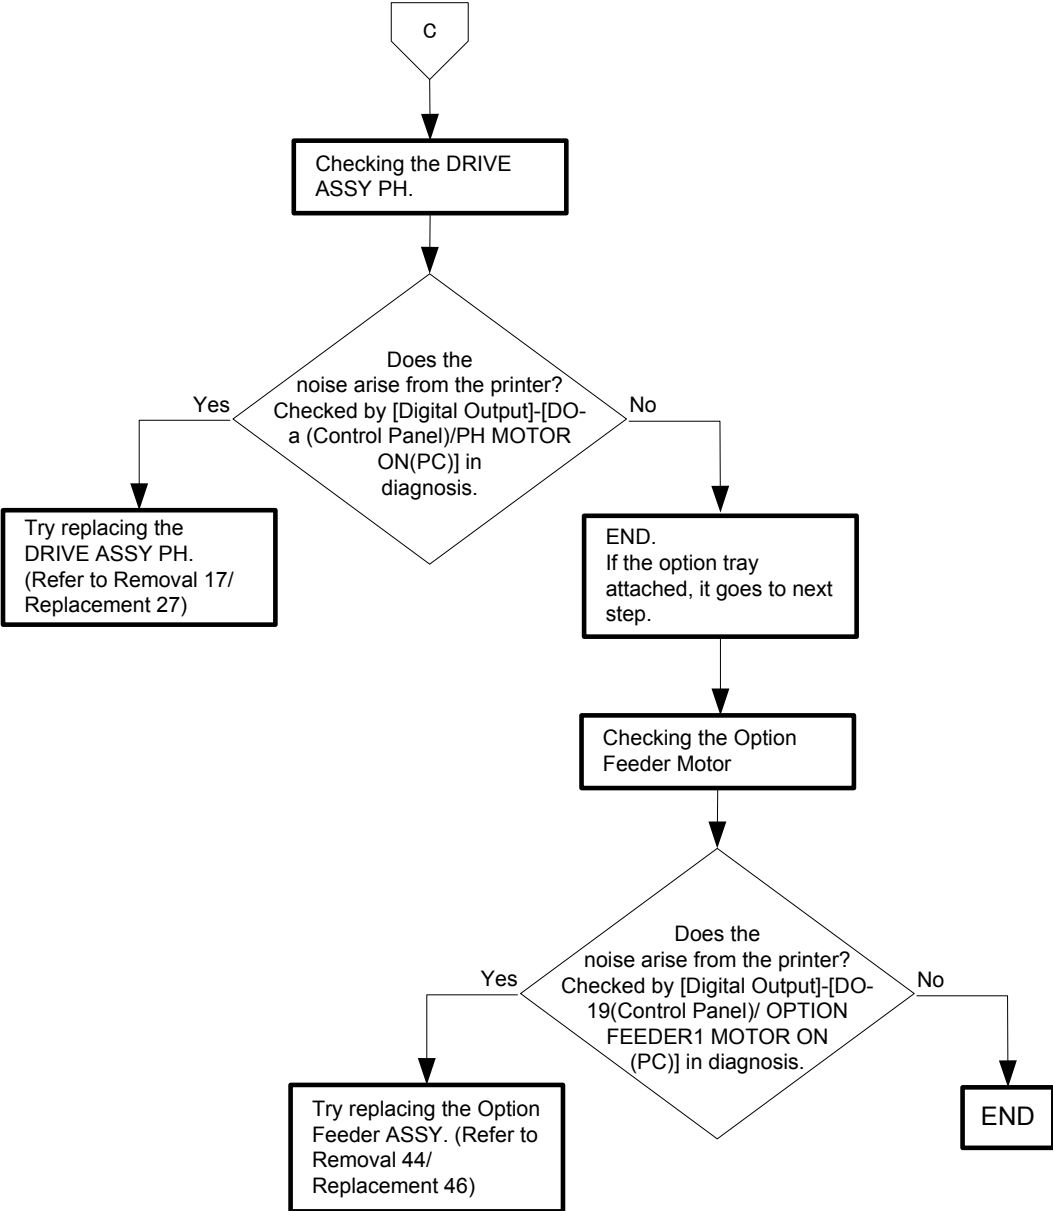 C
Checking the DRIVE
ASSY PH.
Does the
noise arise from the printer?
Checked by [Digital Output]-[DO-
a (Control Panel)/PH MOTOR
ON(PC)] in
diagnosis.
Yes
No
Try replacing the
DRIVE ASSY PH.
(Refer to Removal 17/
Replacement 27)
END.
If the option tray
attached, it goes to next
step.
Checking the Option
Feeder Motor
Does the
noise arise from the printer?
Checked by [Digital Output]-[DO-
19(Control Panel)/ OPTION
FEEDER1 MOTOR ON
(PC)] in diagnosis.
Yes
No
Try replacing the Option
Feeder ASSY. (Refer to
Removal 44/
Replacement 46)
END